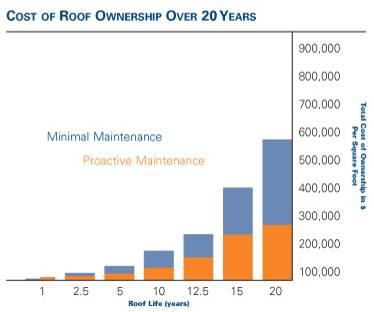 COST OF ROOF OWNERSHIP OVER 20 YEARS
900,000
800,000
700,000
600,000
500,000
400,000
300,000
200,000
100,000
Minimal Maintenance
Proactive Maintenance
Total Cost of Ownership in $
Per Square Foot
1 2.5 5 10 12.5 15 20
Roof Life (years)